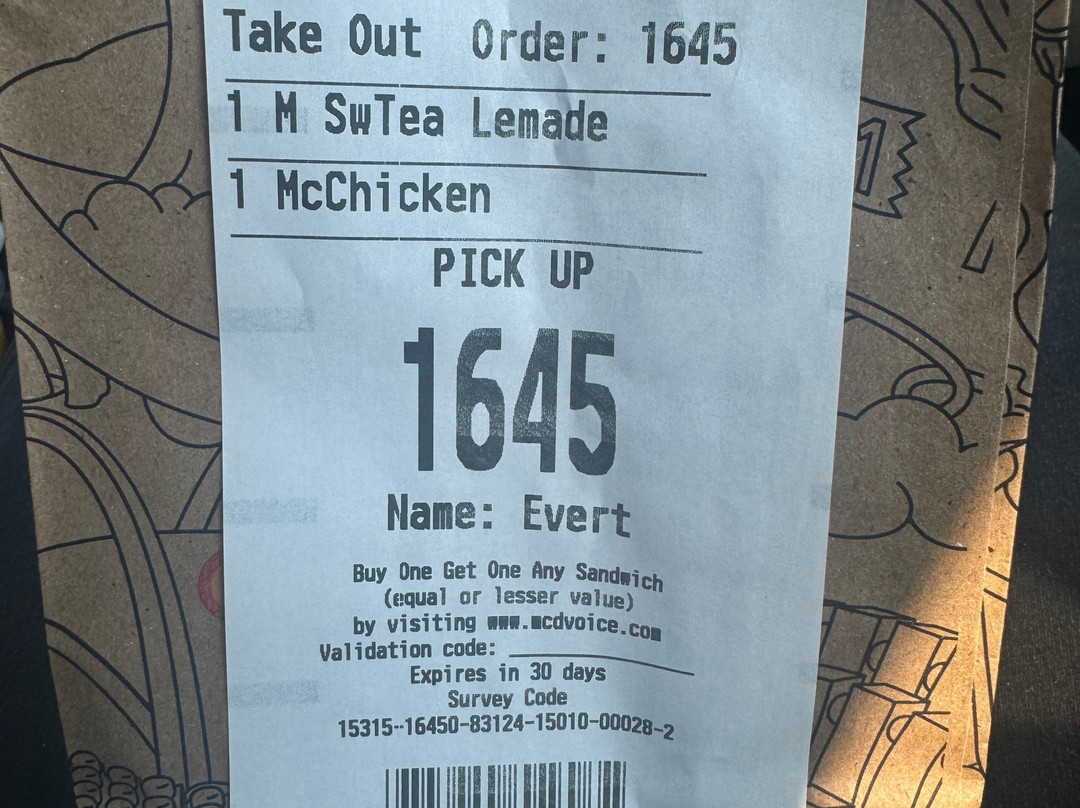 Take Out Order: 1645
1 M SwTea Lemade
1 McChicken
PICK UP
1645
Name: Evert
Buy One Get One Any Sandwich
(equal or lesser value)
by visiting www.mcdvoice.com
Validation code:
Expires in 30 days
Survey Code
15315--16450-83124-15010-00028-2
1